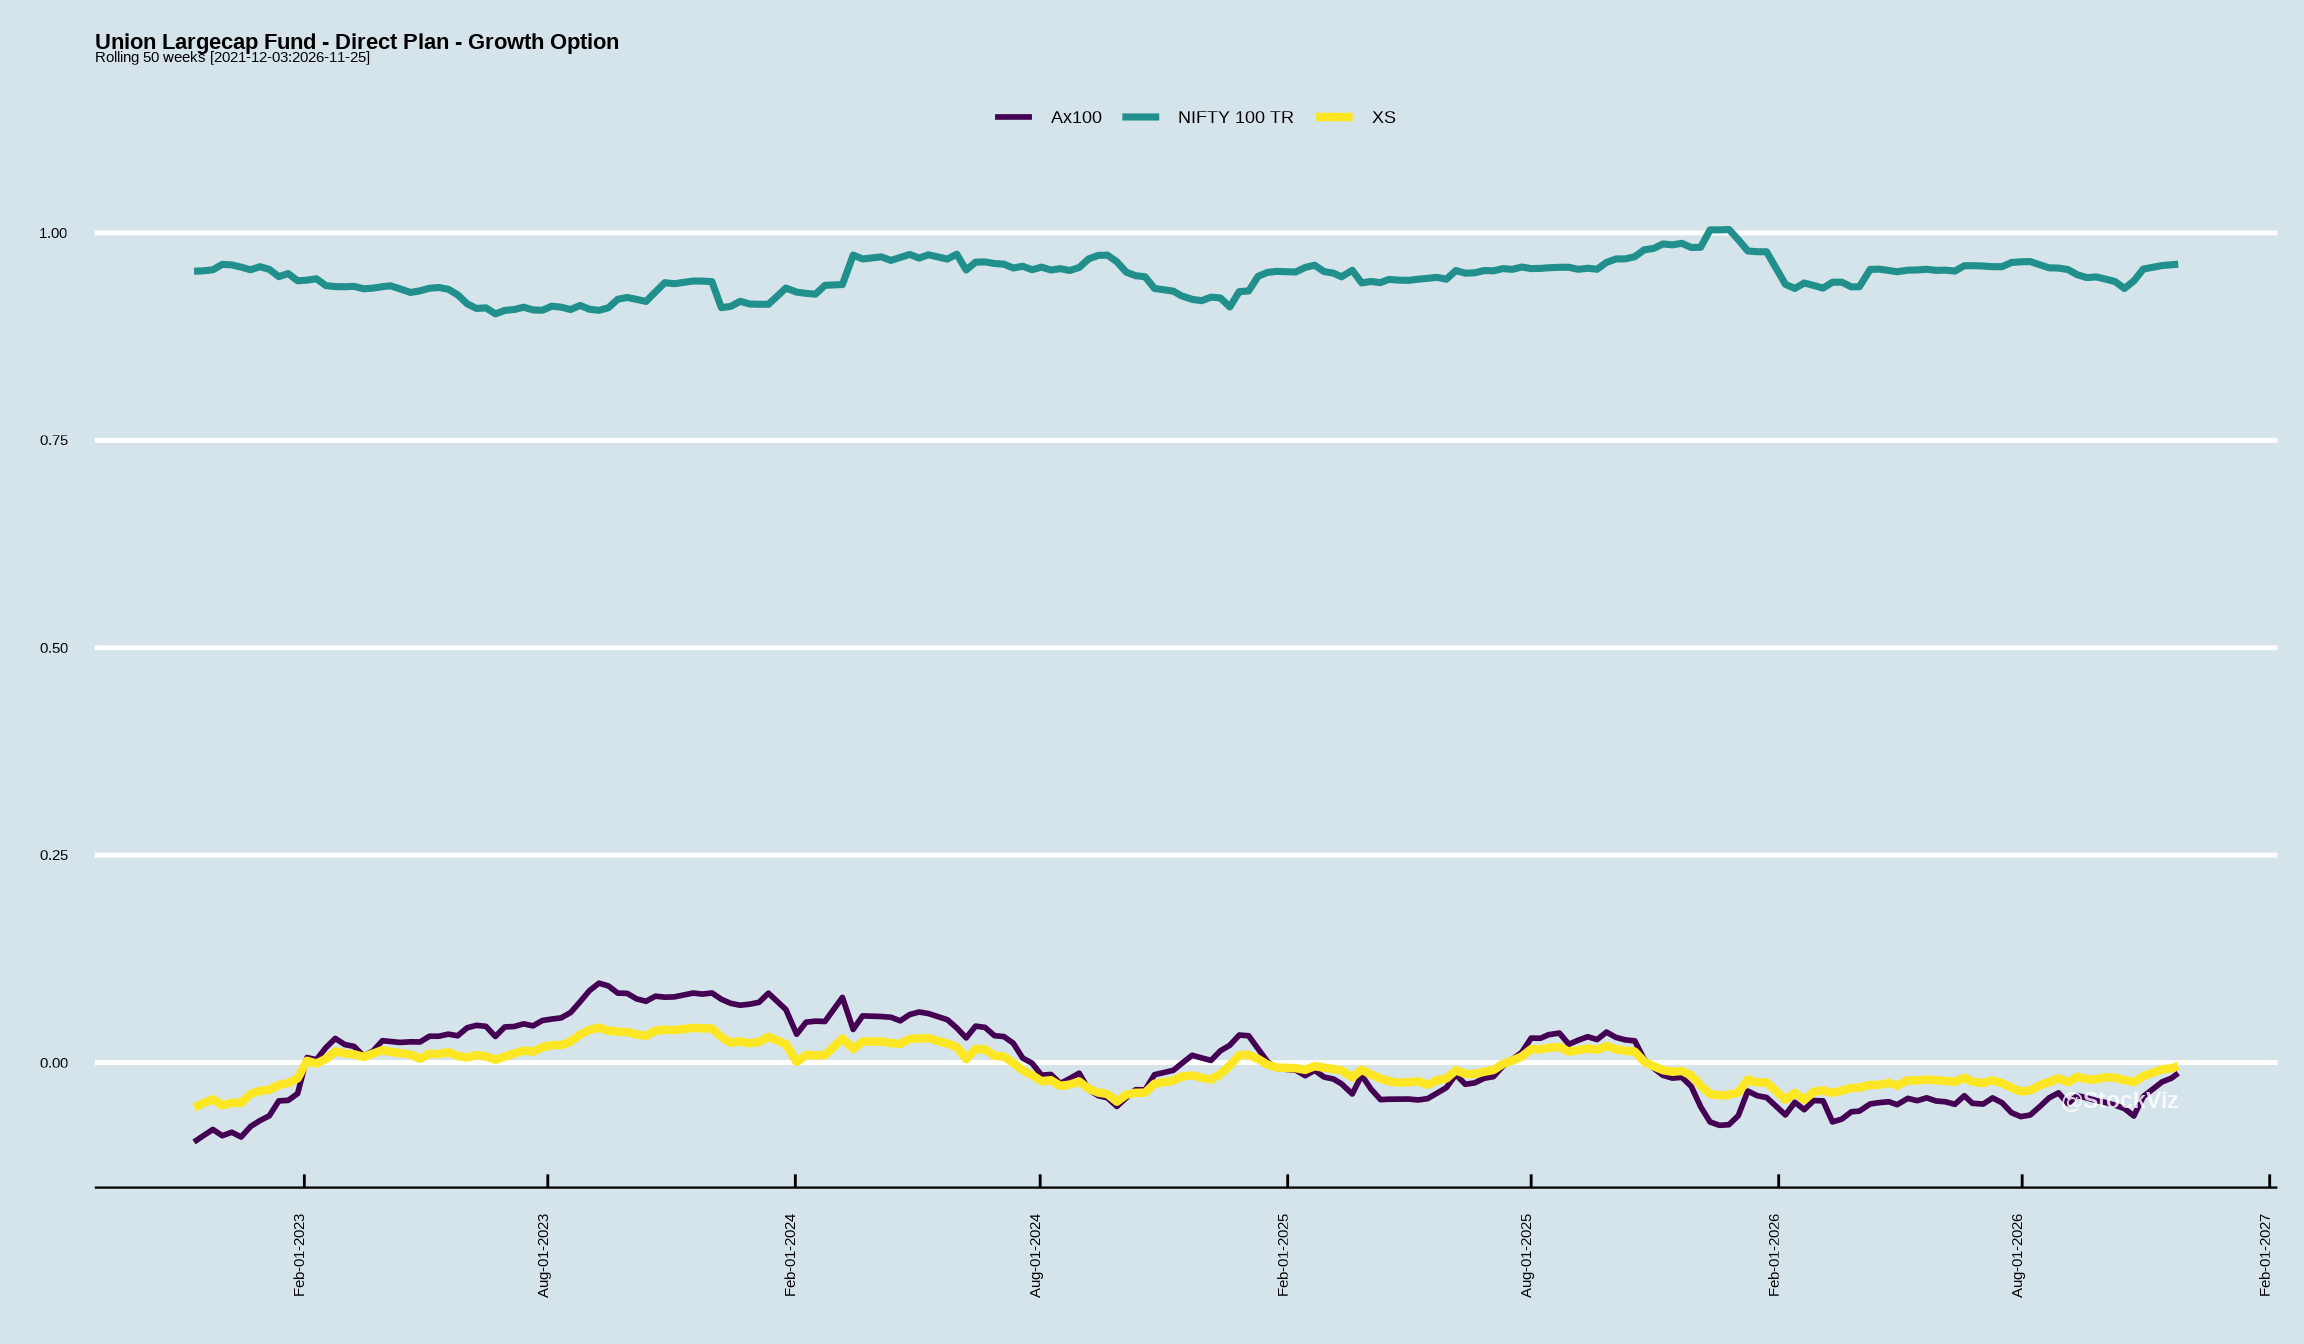 Union Largecap Fund - Direct Plan - Growth Option
Rolling 50 weeks [2021-12-03:2026-11-25]
Ax100 NIFTY 100 TR XS
1.00
0.75
0.50
0.25
0.00
@StockViz
Feb-01-2023
Aug-01-2023
Feb-01-2024
Aug-01-2024
Feb-01-2025
Aug-01-2025
Feb-01-2026
Aug-01-2026
Feb-01-2027